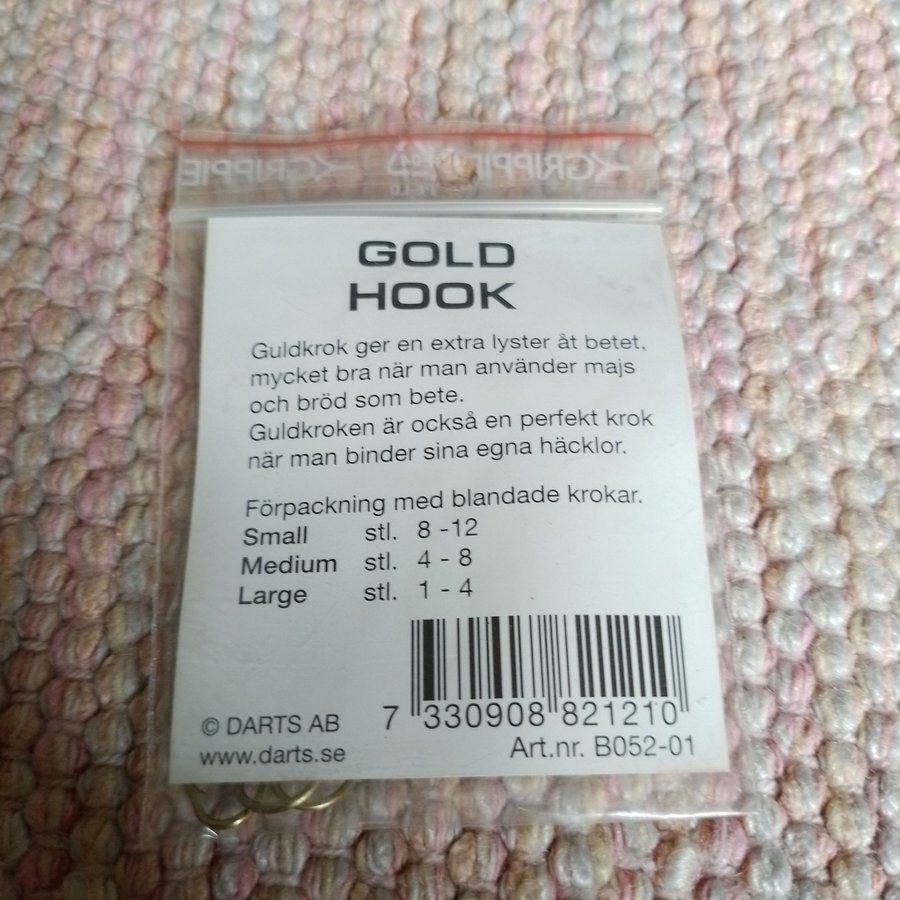 GOLD
HOOK
Guldkrok ger en extra lyster åt betet,
mycket bra när man använder majs
och bröd som bete.
Guldkroken är också en perfekt krok
när man binder sina egna häcklor.
Förpackning med blandade krokar.
Small stl. 8 -12
Medium stl. 4 - 8
Large stl. 1 - 4
7 330908 821210
© DARTS AB
www.darts.se
Art.nr. B052-01